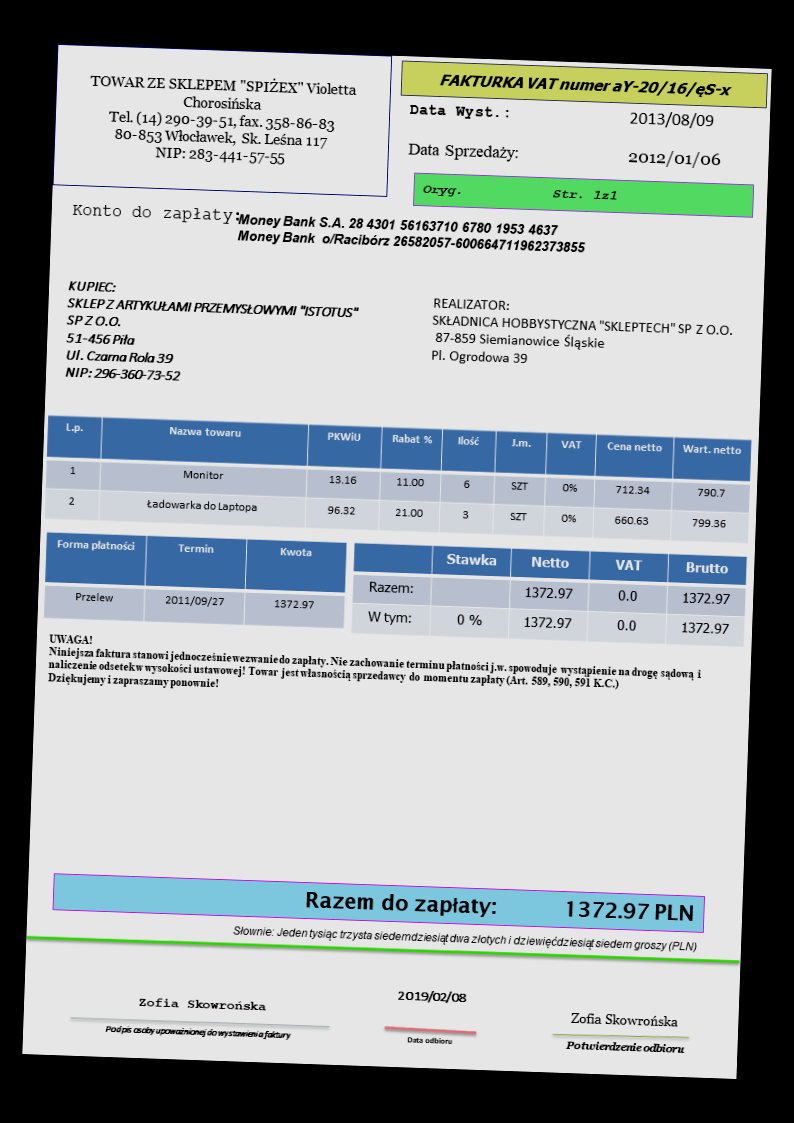 TOWAR ZE SKLEPEM "SPIŻEX" Violetta
Chorosińska
Tel. (14) 290-39-51, fax. 358-86-83
80-853 Włocławek, Sk. Leśna 117
NIP: 283-441-57-55
FAKTURKA VAT numer aY-20/16/ęS-x
Data Wyst.: 2013/08/09
Data Sprzedaży: 2012/01/06
Oryg. Str. 1z1
Konto do zapłaty: Money Bank S.A. 28 4301 56163710 6780 1953 4637
Money Bank o/Racibórz 26582057-600664711962373855
KUPIEC:
SKLEP Z ARTYKUŁAMI PRZEMYSŁOWYMI "ISTOTUS"
SP Z O.O.
51-456 Piła
Ul. Czarna Rola 39
NIP: 296-360-73-52
REALIZATOR:
SKŁADNICA HOBBYSTYCZNA "SKLEPTECH" SP Z O.O.
87-859 Siemianowice Śląskie
Pl. Ogrodowa 39
L.p. Nazwa towaru PKWiU Rabat % Ilość J.m. VAT Cena netto Wart. netto
1 Monitor 13.16 11.00 6 SZT 0% 712.34 790.7
2 Ładowarka do Laptopa 96.32 21.00 3 SZT 0% 660.63 799.36
Forma płatności Termin Kwota
Przelew 2011/09/27 1372.97
Stawka Netto VAT Brutto
Razem: 1372.97 0.0 1372.97
W tym: 0 % 1372.97 0.0 1372.97
UWAGA!
Niniejsza faktura stanowi jednocześnie wezwanie do zapłaty. Nie zachowanie terminu płatności j.w. spowoduje wystąpienie na drogę sądową i
naliczenie odsetek w wysokości ustawowej! Towar jest własnością sprzedawcy do momentu zapłaty (Art. 589, 590, 591 K.C.)
Dziękujemy i zapraszamy ponownie!
Razem do zapłaty: 1372.97 PLN
Słownie: Jeden tysiąc trzysta siedemdziesiąt dwa złotych i dziewięćdziesiąt siedem groszy (PLN)
Zofia Skowrońska
Podpis osoby upoważnionej do wystawienia faktury
2019/02/08
Data odbioru
Zofia Skowrońska
Potwierdzenie odbioru